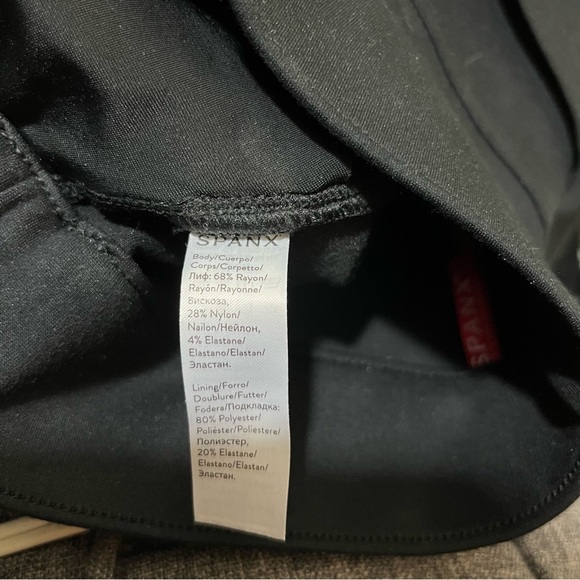 SPANX
Body/Cuerpo/
Corps/Corpetto/
Лиф: 68% Rayon/
Rayón/Rayonne/
Вискоза,
28% Nylon/
Nailon/Нейлон,
4% Elastane/
Elastano/Elastan/
Эластан.
Lining/Forro/
Doublure/Futter/
Fodera/Подкладка:
80% Polyester/
Poliéster/Poliestere/
Полиэстер,
20% Elastane/
Elastano/Elastan/
Эластан.
SPANX